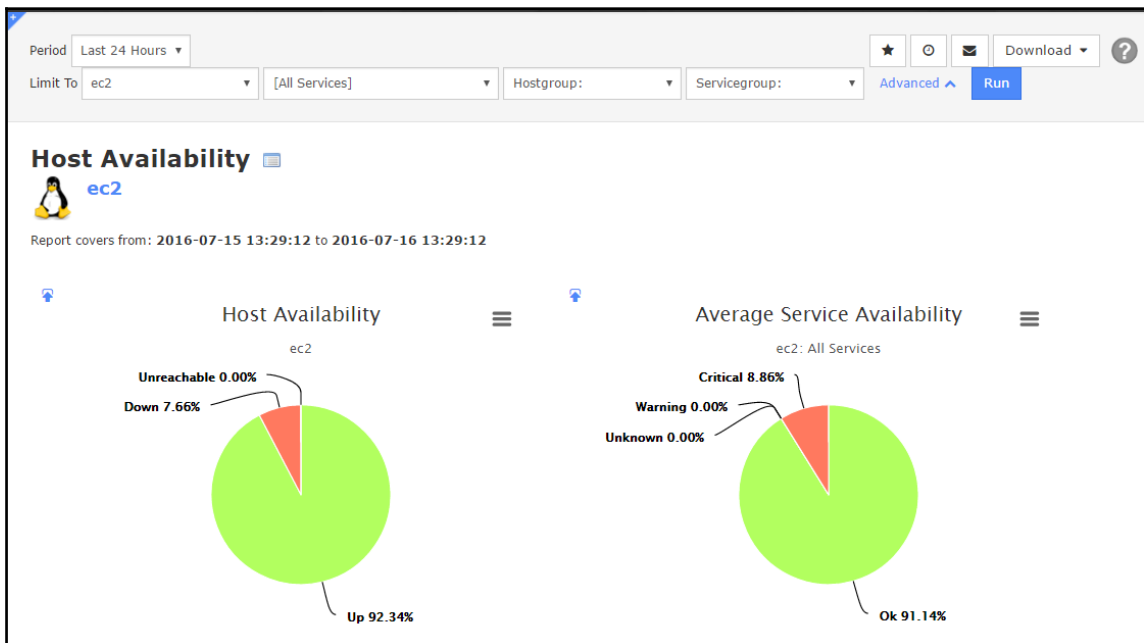 Period Last 24 Hours Download ?
Limit To ec2 [All Services] Hostgroup: Servicegroup: Advanced Run
Host Availability
ec2
Report covers from: 2016-07-15 13:29:12 to 2016-07-16 13:29:12
Host Availability
ec2
Unreachable 0.00%
Down 7.66%
Up 92.34%
Average Service Availability
ec2: All Services
Critical 8.86%
Warning 0.00%
Unknown 0.00%
Ok 91.14%